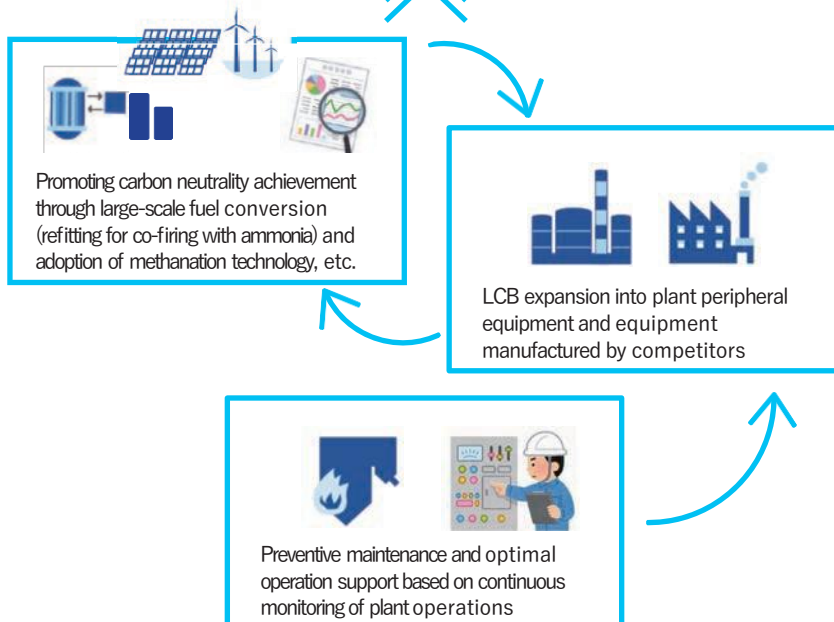 Promoting carbon neutrality achievement
through large-scale fuel conversion
(refitting for co-firing with ammonia) and
adoption of methanation technology, etc.
LCB expansion into plant peripheral
equipment and equipment
manufactured by competitors
Preventive maintenance and optimal
operation support based on continuous
monitoring of plant operations